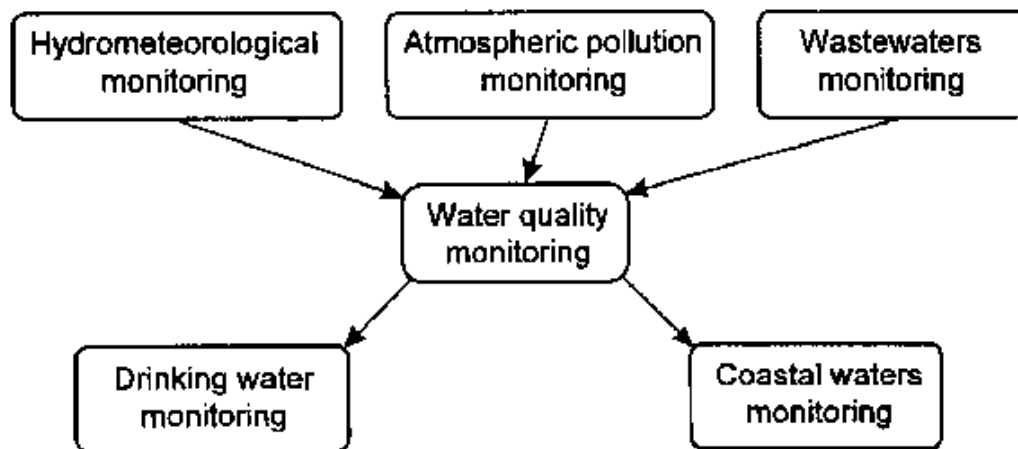 Hydrometeorological
monitoring
Atmospheric pollution
monitoring
Wastewaters
monitoring
Water quality
monitoring
Drinking water
monitoring
Coastal waters
monitoring